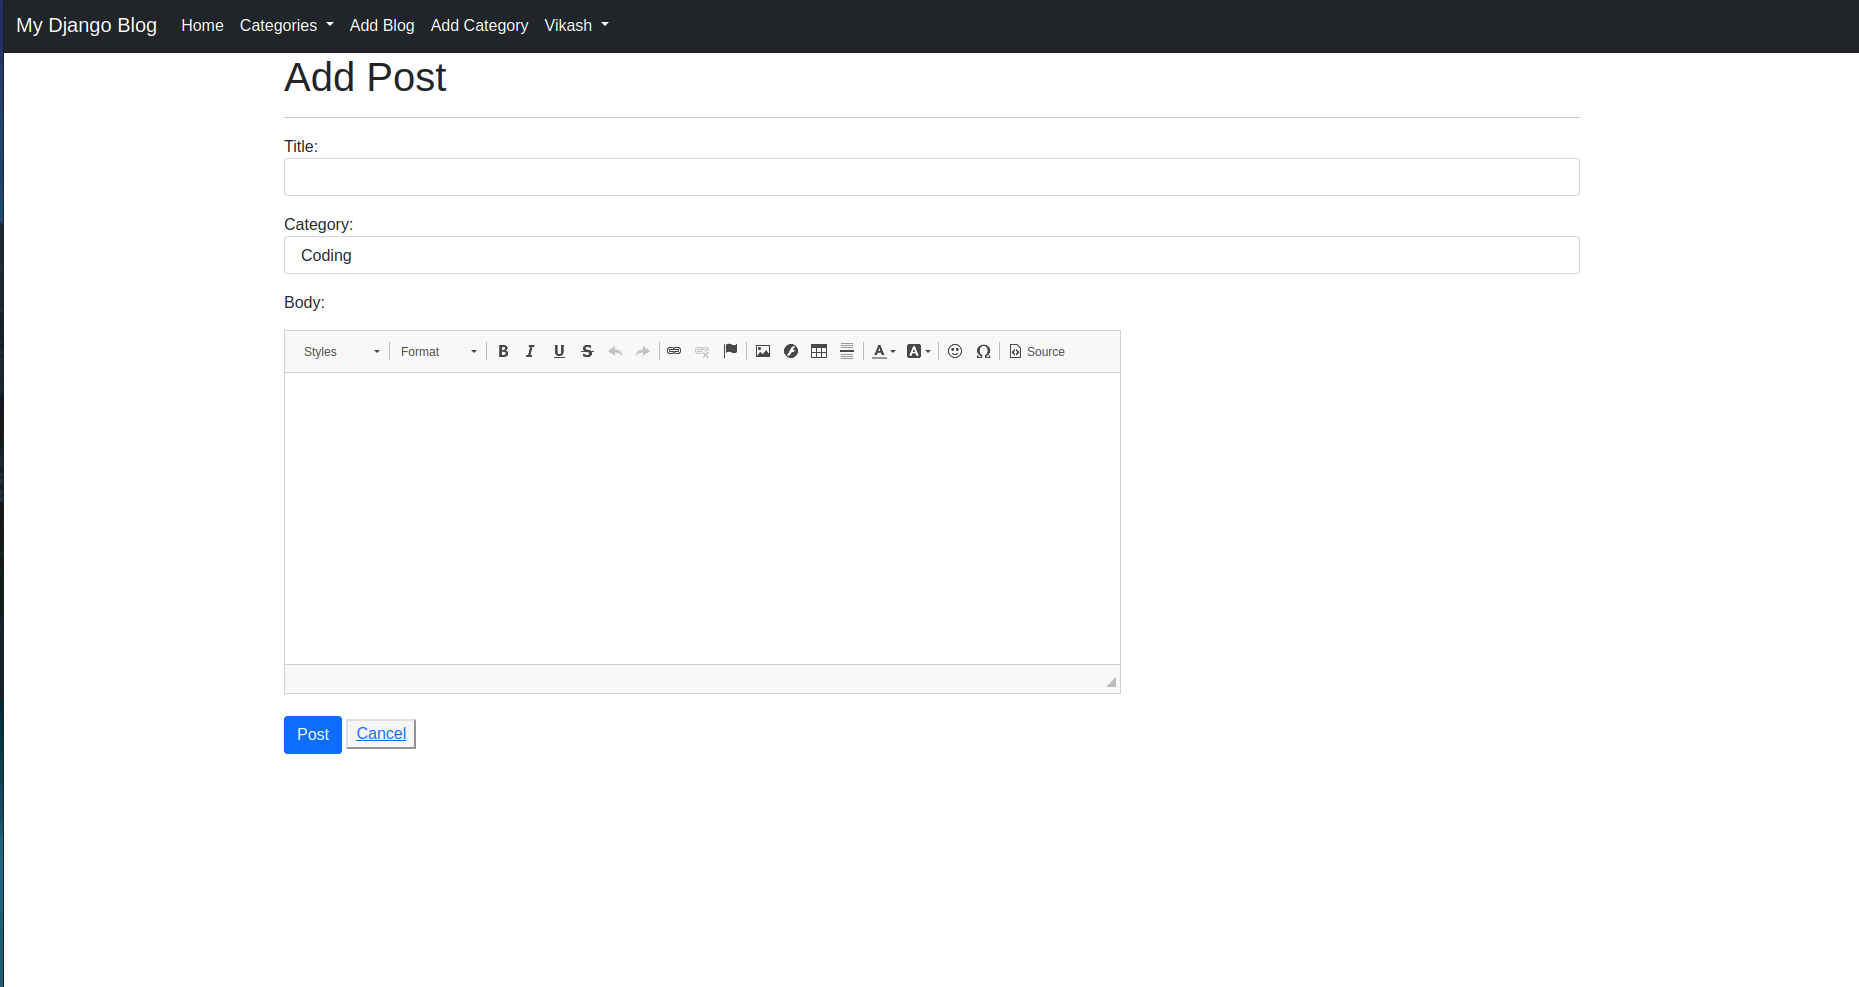 My Django Blog Home Categories Add Blog Add Category Vikash
Add Post
Title:
Category:
Coding
Body:
Styles Format B I U S A A Ω Source
Post Cancel